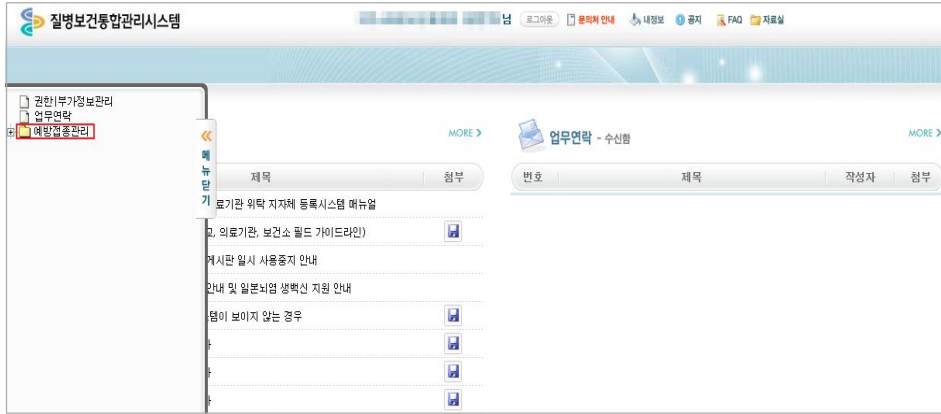 질병보건통합관리시스템
님 로그아웃 문의처 안내 내정보 공지 FAQ 자료실
권한|부가정보관리
업무연락
예방접종관리
메뉴닫기
MORE
업무연락 - 수신함
MORE
제목 첨부
번호 제목 작성자 첨부
료기관 위탁 지자체 등록시스템 매뉴얼
교, 의료기관, 보건소 필드 가이드라인)
게시판 일시 사용중지 안내
안내 및 일본뇌염 생백신 지원 안내
템이 보이지 않는 경우